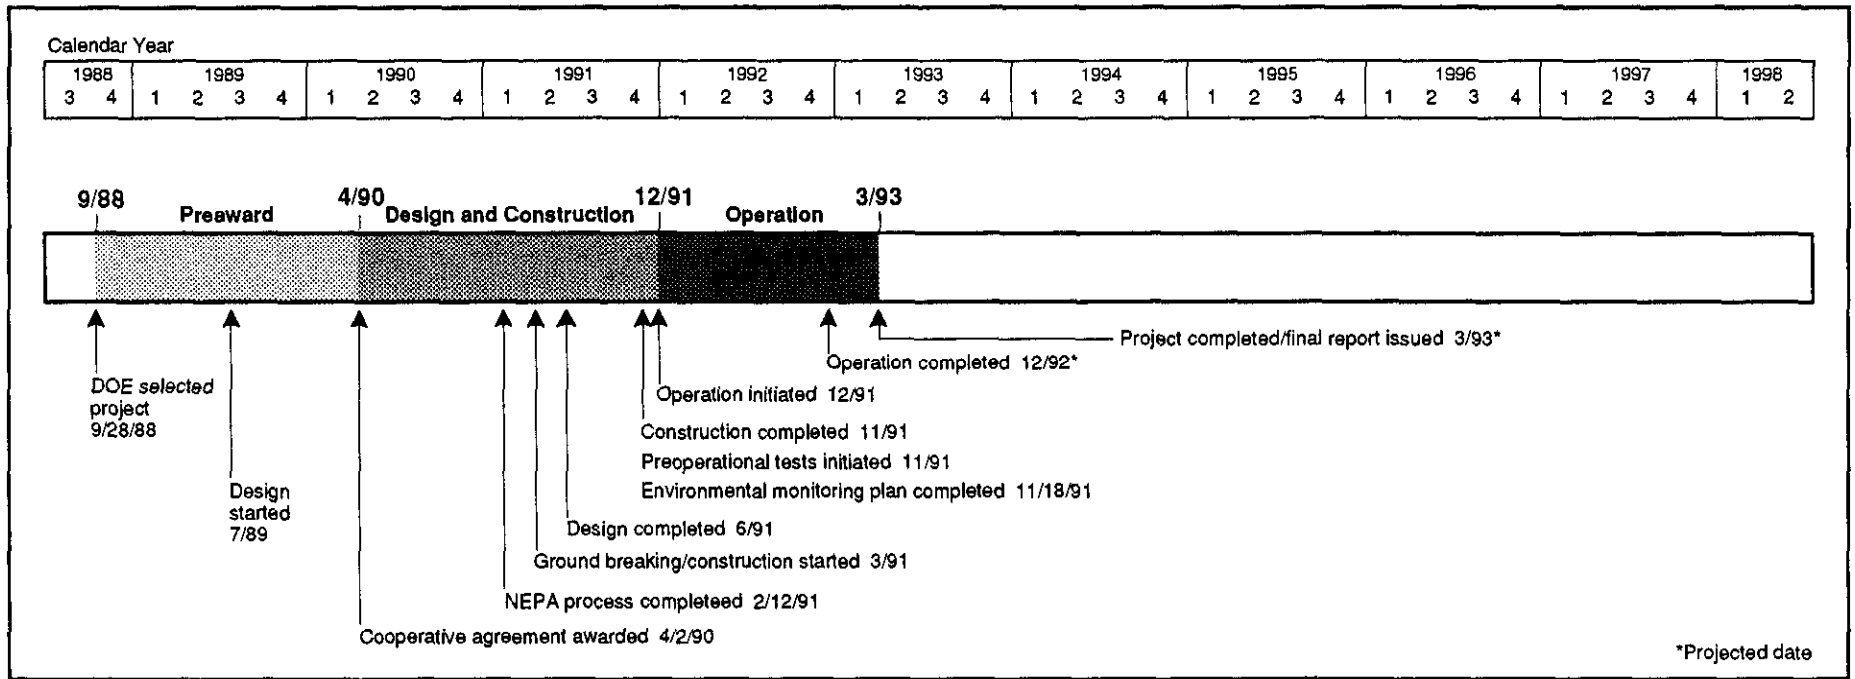 Calendar Year
1988 1989 1990 1991 1992 1993 1994 1995 1996 1997 1998
3 4 1 2 3 4 1 2 3 4 1 2 3 4 1 2 3 4 1 2 3 4 1 2 3 4 1 2 3 4 1 2 3 4 1 2 3 4 1 2
9/88 4/90 12/91 3/93
Preaward Design and Construction Operation
Project completed/final report issued 3/93*
Operation completed 12/92*
DOE selected
project
9/28/88
Operation initiated 12/91
Construction completed 11/91
Preoperational tests initiated 11/91
Environmental monitoring plan completed 11/18/91
Design
started
7/89
Design completed 6/91
Ground breaking/construction started 3/91
NEPA process completeed 2/12/91
Cooperative agreement awarded 4/2/90
*Projected date